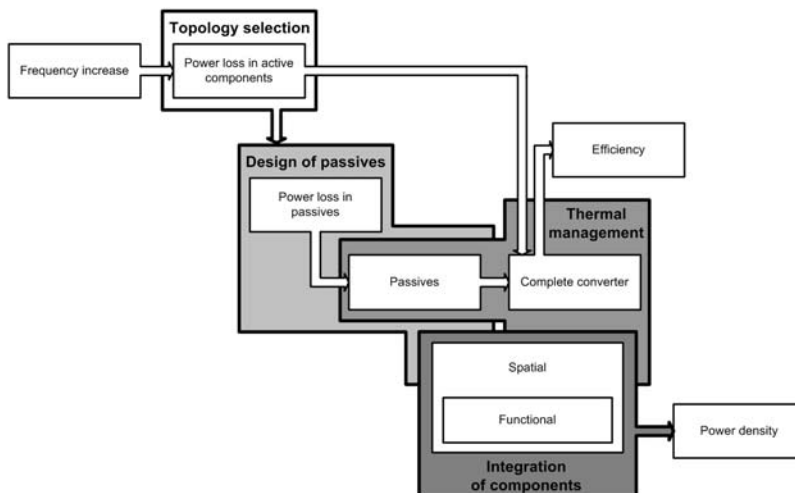 Topology selection
Frequency increase
Power loss in active
components
Efficiency
Design of passives
Power loss in
passives
Thermal
management
Passives
Complete converter
Spatial
Functional
Power density
Integration
of components